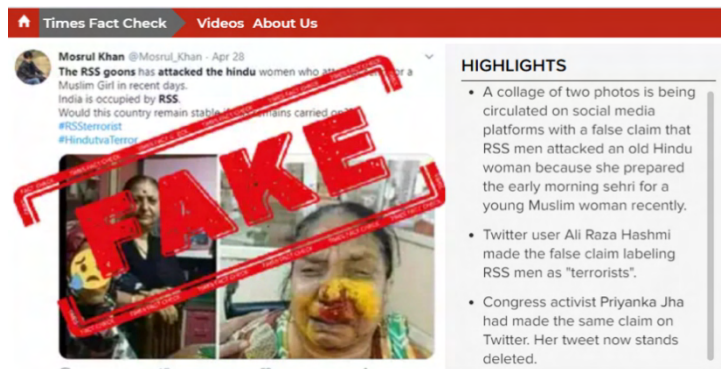 Times Fact Check Videos About Us
Mosrul Khan @Mosrul_Khan · Apr 28
The RSS goons has attacked the hindu women who for a
Muslim Girl in recent days.
India is occupied by RSS.
Would this country remain stable remains carried on??
#RSSterrorist
#HindutvaTerror
FAKE
TIMES FACT CHECK
HIGHLIGHTS
• A collage of two photos is being
circulated on social media
platforms with a false claim that
RSS men attacked an old Hindu
woman because she prepared
the early morning sehri for a
young Muslim woman recently.
• Twitter user Ali Raza Hashmi
made the false claim labeling
RSS men as "terrorists".
• Congress activist Priyanka Jha
had made the same claim on
Twitter. Her tweet now stands
deleted.